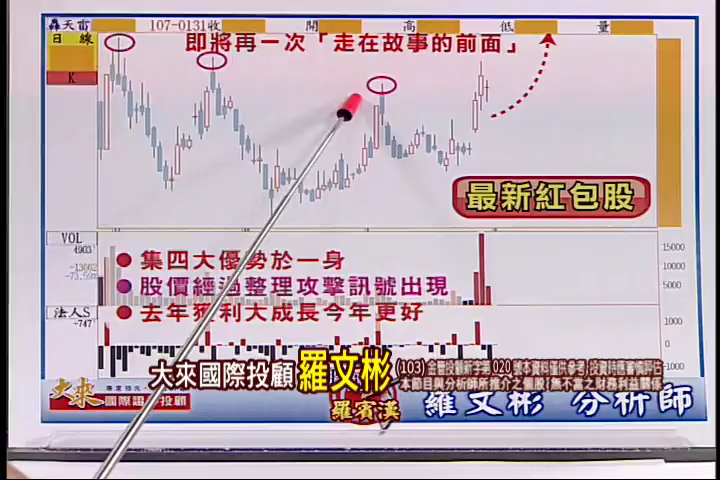 天雷 107-0131收 開 高 低 量
日線
K
即將再一次「走在故事的前面」
最新紅包股
VOL
4903
-13662
-73.59%
15000
10000
5000
集四大優勢於一身
股價經過整理攻擊訊號出現
去年獲利大成長今年更好
法人S
-747
1000
0
-1000
大來國際投顧 羅文彬
(103)金管投顧新字第020號本資料僅供參考,投資時應審慎評估
本節目與分析師所推介之個股無不當之財務利益關係
大來
國際證券投顧
羅賓漢
羅文彬 分析師